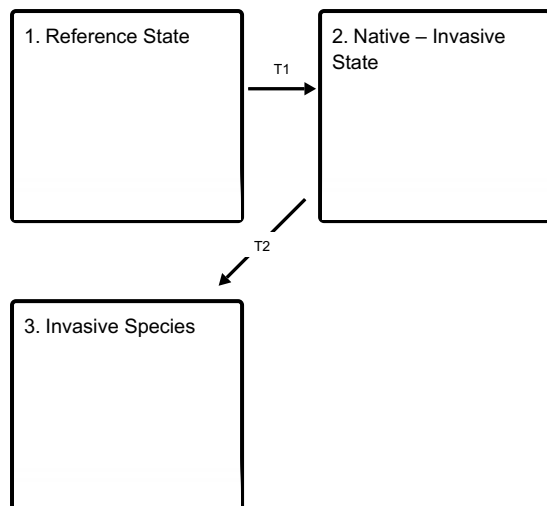 1. Reference State
T1
2. Native – Invasive
State
T2
3. Invasive Species